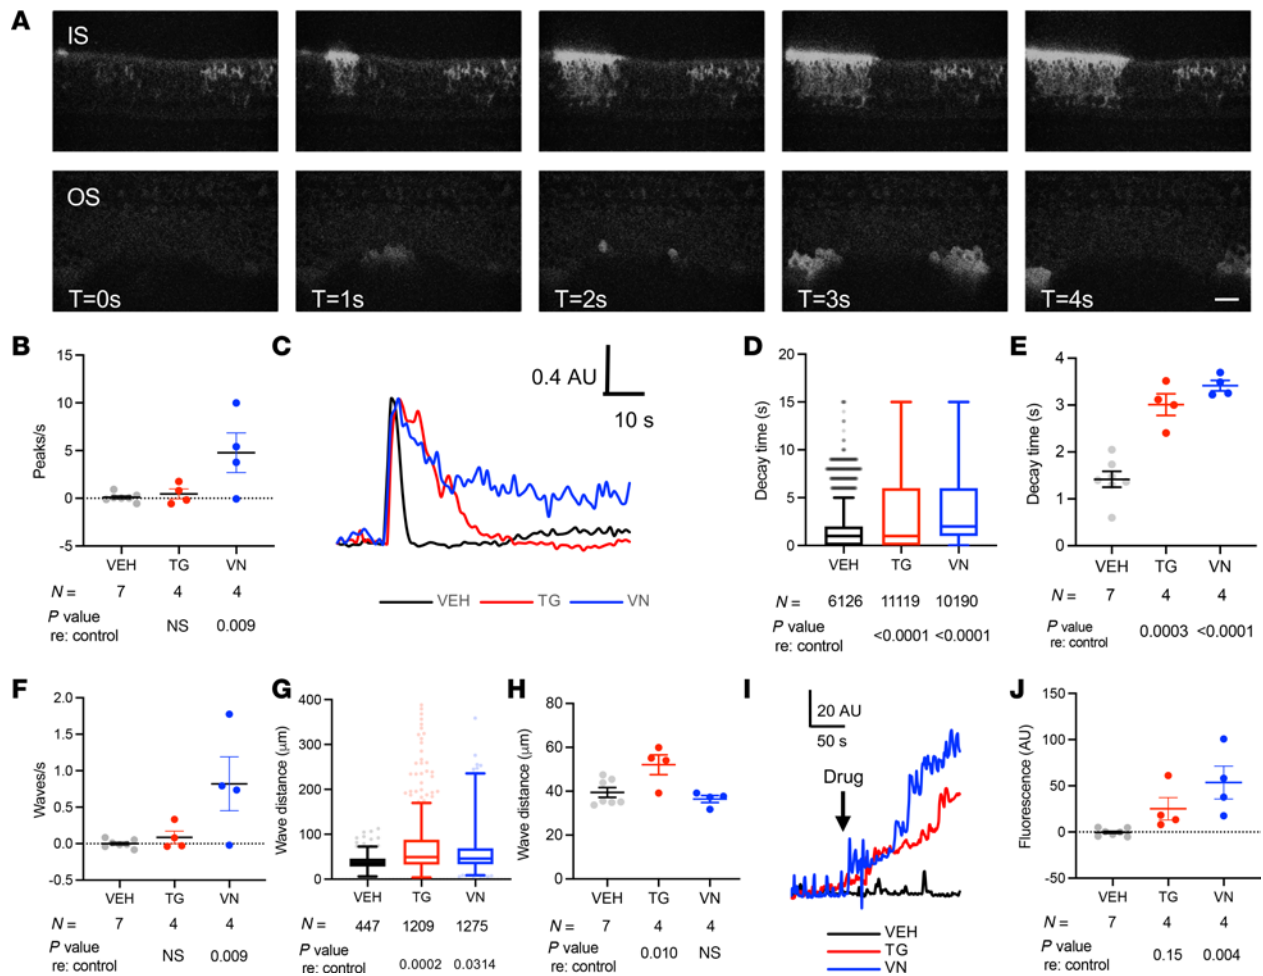 A
IS
OS
T=0s T=1s T=2s T=3s T=4s
B
Peaks/s
15
10
5
0
-5
VEH TG VN
N = 7 4 4
P value
re: control NS 0.009
C
0.4 AU
10 s
VEH TG VN
D
Decay time (s)
20
15
10
5
0
VEH TG VN
N = 6126 11119 10190
P value
re: control <0.0001 <0.0001
E
Decay time (s)
4
3
2
1
0
VEH TG VN
N = 7 4 4
P value
re: control 0.0003 <0.0001
F
Waves/s
2.0
1.5
1.0
0.5
0.0
-0.5
VEH TG VN
N = 7 4 4
P value
re: control NS 0.009
G
Wave distance (μm)
400
300
200
100
0
VEH TG VN
N = 447 1209 1275
P value
re: control 0.0002 0.0314
H
Wave distance (μm)
80
60
40
20
0
VEH TG VN
N = 7 4 4
P value
re: control 0.010 NS
I
20 AU
50 s
Drug
VEH
TG
VN
J
Fluorescence (AU)
150
100
50
0
-50
VEH TG VN
N = 7 4 4
P value
re: control 0.15 0.004